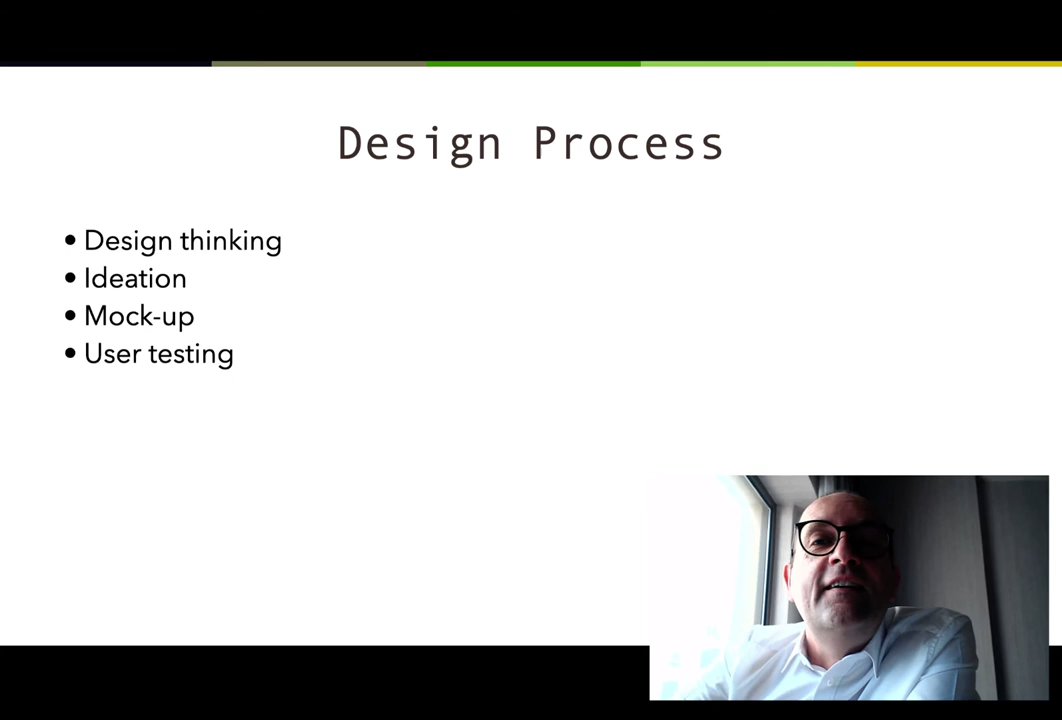 Design Process
• Design thinking
• Ideation
• Mock-up
• User testing